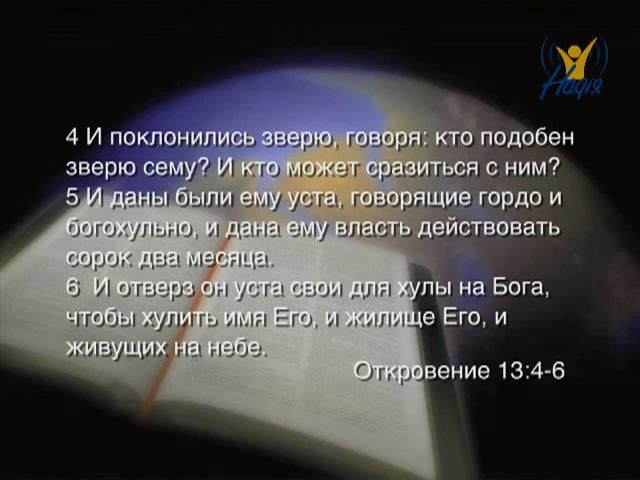 Надія
4 И поклонились зверю, говоря: кто подобен
зверю сему? И кто может сразиться с ним?
5 И даны были ему уста, говорящие гордо и
богохульно, и дана ему власть действовать
сорок два месяца.
6  И отверз он уста свои для хулы на Бога,
чтобы хулить имя Его, и жилище Его, и
живущих на небе.
Откровение 13:4-6